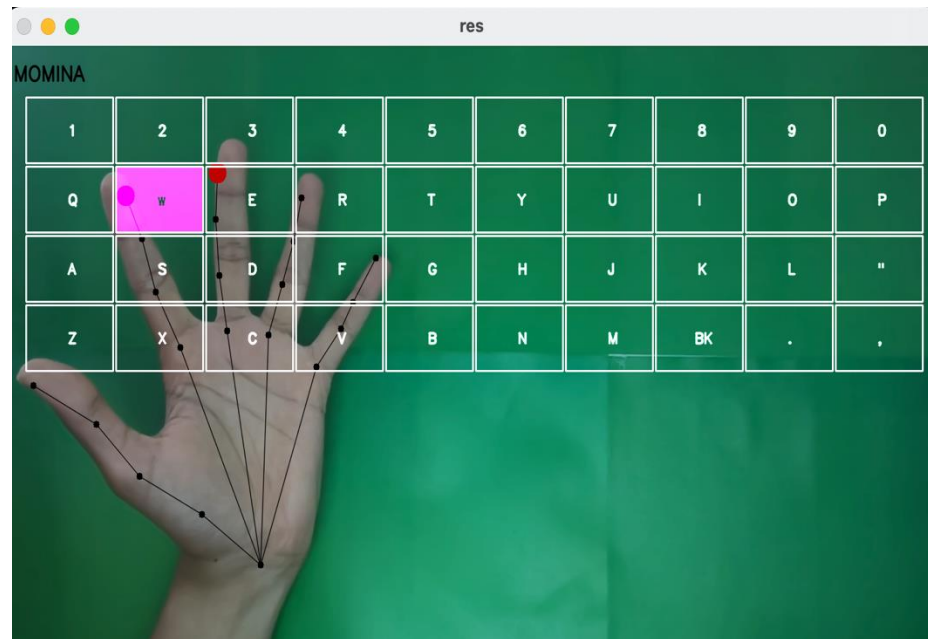 res
MOMINA
1 2 3 4 5 6 7 8 9 0
Q W E R T Y U I O P
A S D F G H J K L "
Z X C V B N M BK . ,